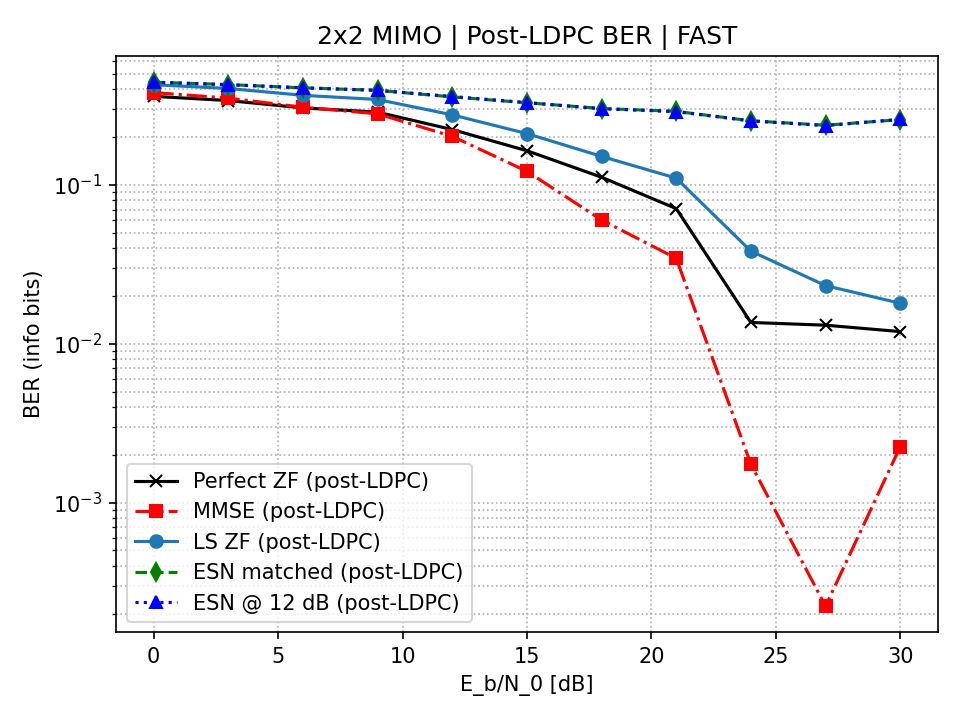 2x2 MIMO | Post-LDPC BER | FAST
BER (info bits)
10⁻¹
10⁻²
10⁻³
Perfect ZF (post-LDPC)
MMSE (post-LDPC)
LS ZF (post-LDPC)
ESN matched (post-LDPC)
ESN @ 12 dB (post-LDPC)
0 5 10 15 20 25 30
E_b/N_0 [dB]